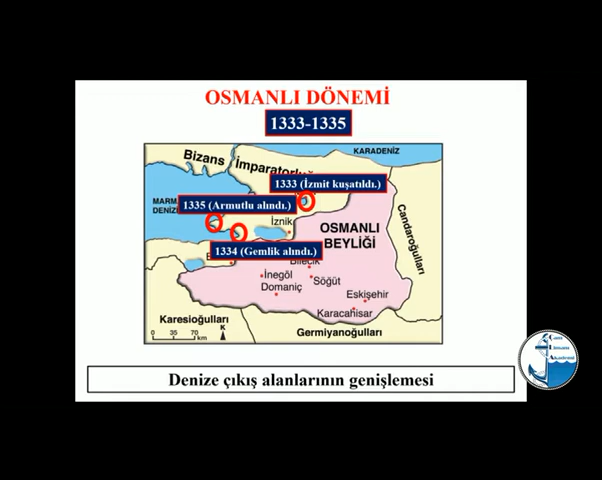 OSMANLI DÖNEMİ
1333-1335
KARADENİZ
Bizans İmparatorluğu
1333 (İzmit kuşatıldı.)
MARMARA
DENİZİ
1335 (Armutlu alındı.)
İznik
OSMANLI
BEYLİĞİ
Candaroğulları
1334 (Gemlik alındı.)
Bilecik
İnegöl
Söğüt
Domaniç
Eskişehir
Karacahisar
Karesioğulları
Germiyanoğulları
0 35 70
km
K
Denize çıkış alanlarının genişlemesi